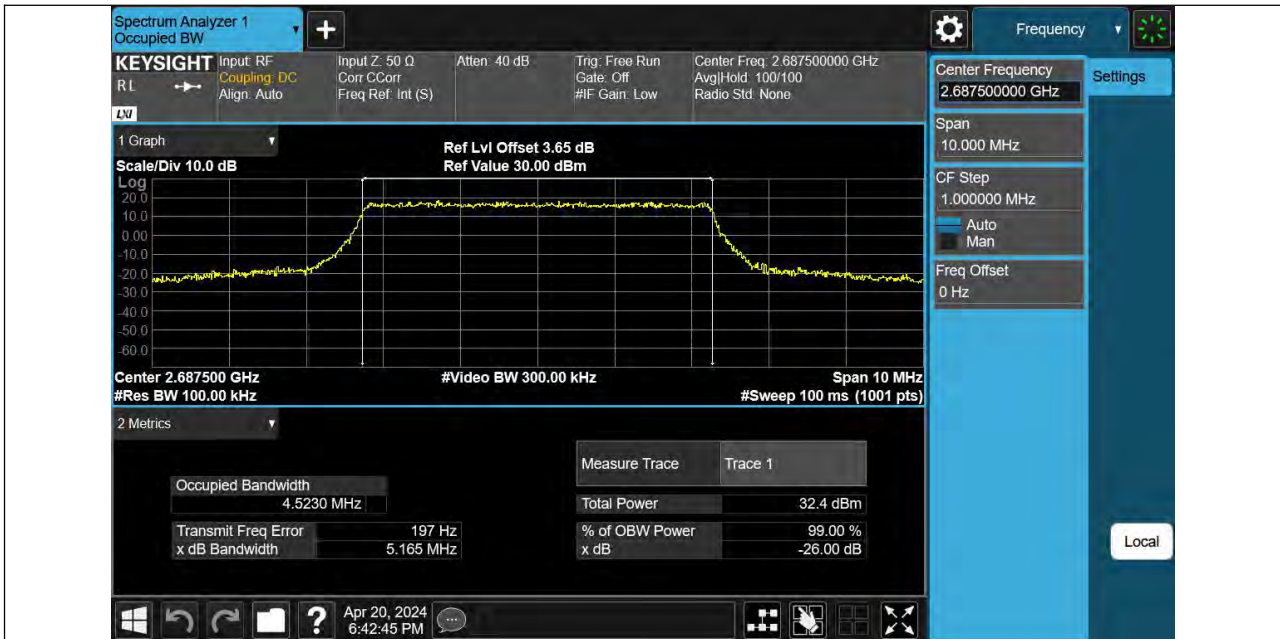 Spectrum Analyzer 1
Occupied BW
+
Frequency
KEYSIGHT
RL
LXI
Input: RF
Coupling: DC
Align: Auto
Input Z: 50 Ω
Corr CCorr
Freq Ref: Int (S)
Atten: 40 dB
Trig: Free Run
Gate: Off
#IF Gain: Low
Center Freq: 2.687500000 GHz
Avg|Hold: 100/100
Radio Std: None
Center Frequency
2.687500000 GHz
Settings
Span
10.000 MHz
CF Step
1.000000 MHz
Auto
Man
Freq Offset
0 Hz
Local
1 Graph
Scale/Div 10.0 dB
Ref Lvl Offset 3.65 dB
Ref Value 30.00 dBm
Log
20.0
10.0
0.00
-10.0
-20.0
-30.0
-40.0
-50.0
-60.0
Center 2.687500 GHz
#Video BW 300.00 kHz
Span 10 MHz
#Res BW 100.00 kHz
#Sweep 100 ms (1001 pts)
2 Metrics
Measure Trace Trace 1
Occupied Bandwidth
4.5230 MHz
Total Power 32.4 dBm
Transmit Freq Error 197 Hz
% of OBW Power 99.00 %
x dB Bandwidth 5.165 MHz
x dB -26.00 dB
?
Apr 20, 2024
6:42:45 PM